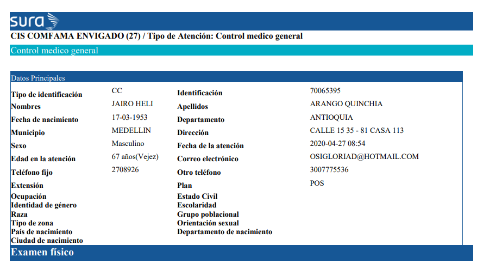 sura
CIS COMFAMA ENVIGADO (27) / Tipo de Atención: Control medico general
Control medico general
Datos Principales
Tipo de identificación CC Identificación 70065395
Nombres JAIRO HELI Apellidos ARANGO QUINCHIA
Fecha de nacimiento 17-03-1953 Departamento ANTIOQUIA
Municipio MEDELLIN Dirección CALLE 15 35 - 81 CASA 113
Sexo Masculino Fecha de la atención 2020-04-27 08:54
Edad en la atención 67 años(Vejez) Correo electrónico OSIGLORIAD@HOTMAIL.COM
Teléfono fijo 2708926 Otro teléfono 3007775536
Extensión Plan POS
Ocupación Estado Civil
Identidad de género Escolaridad
Raza Grupo poblacional
Tipo de zona Orientación sexual
País de nacimiento Departamento de nacimiento
Ciudad de nacimiento
Examen físico